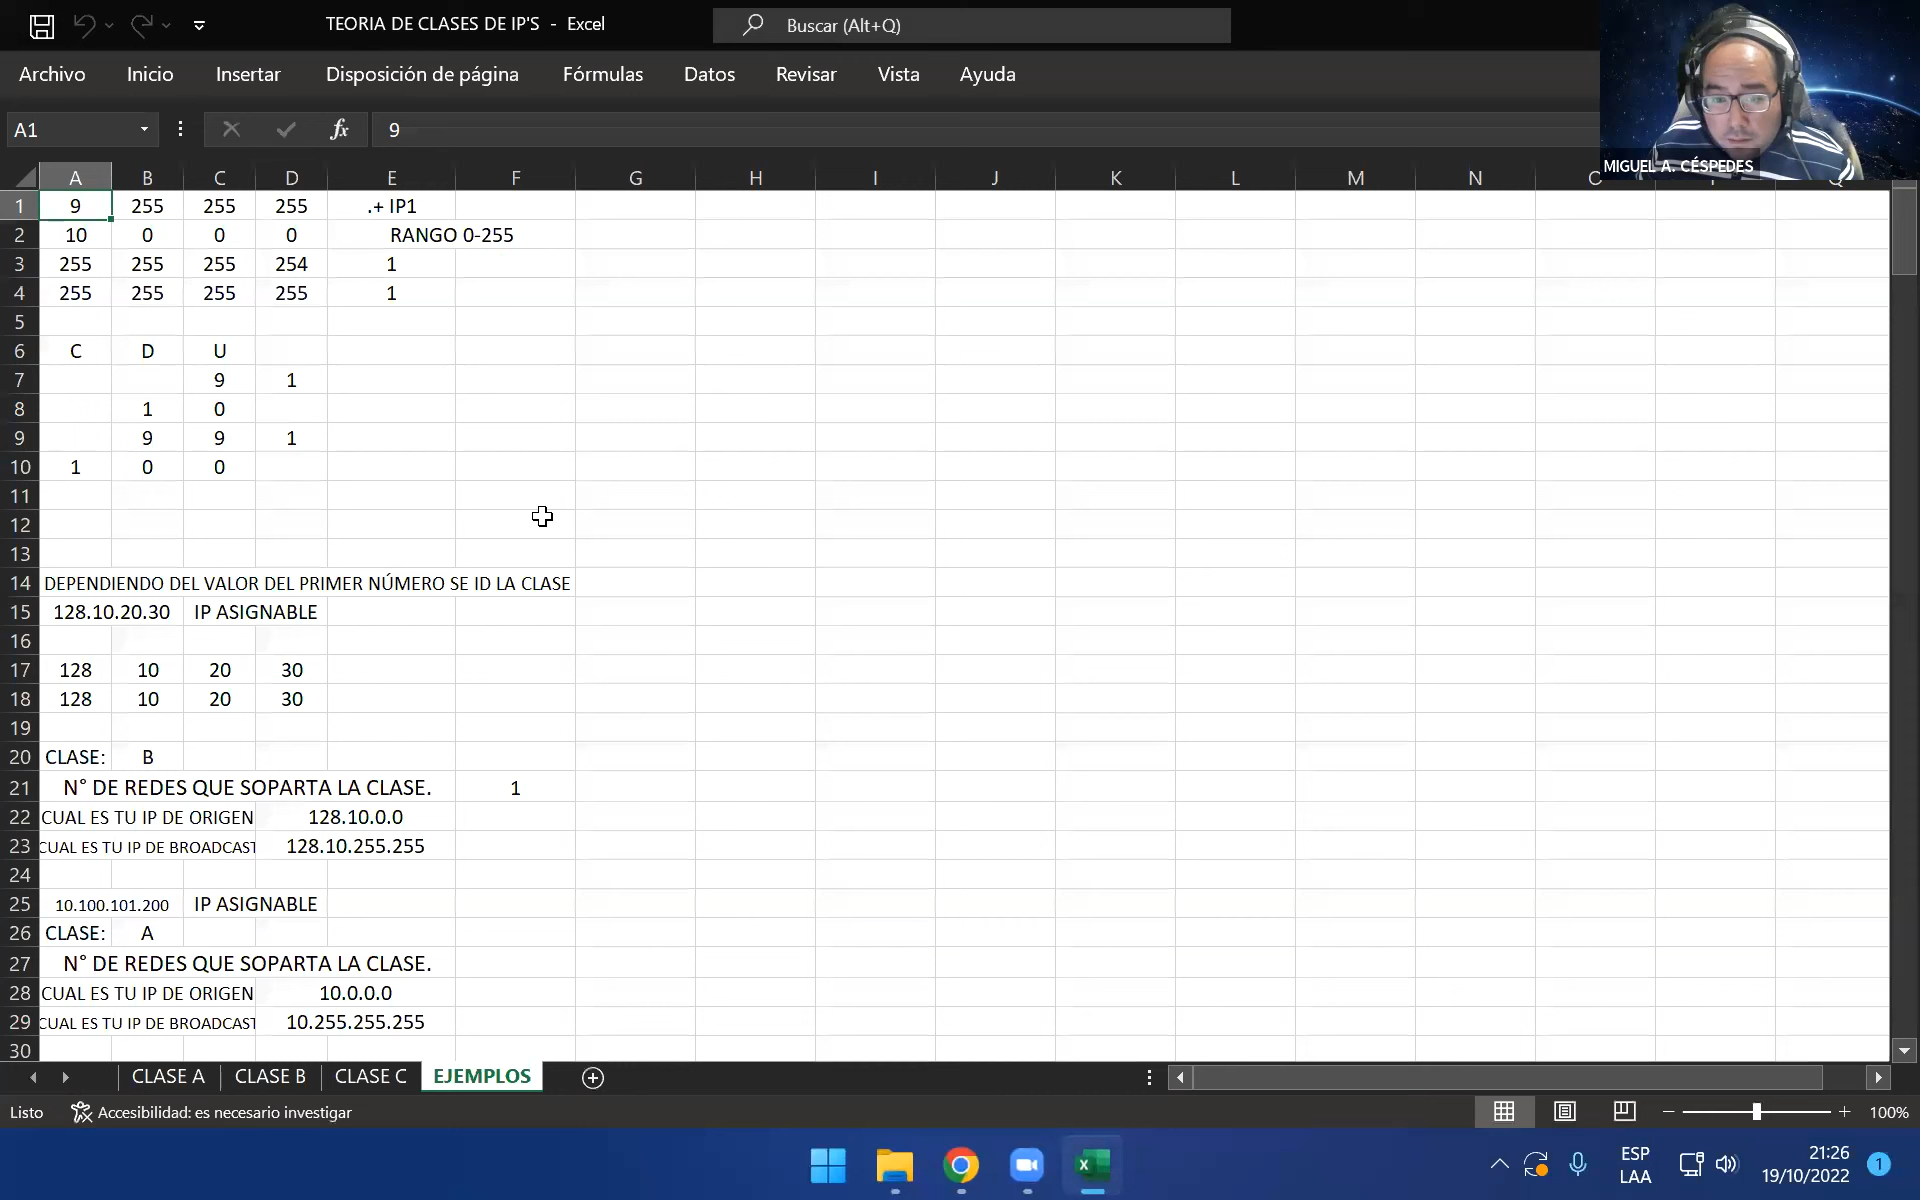 TEORIA DE CLASES DE IP'S - Excel
Buscar (Alt+Q)
Archivo Inicio Insertar Disposición de página Fórmulas Datos Revisar Vista Ayuda
A1 fx 9
MIGUEL A. CÉSPEDES
A B C D E F G H I J K L M N
1 9 255 255 255 .+ IP1
2 10 0 0 0 RANGO 0-255
3 255 255 255 254 1
4 255 255 255 255 1
5
6 C D U
7 9 1
8 1 0
9 9 9 1
10 1 0 0
11
12
13
14 DEPENDIENDO DEL VALOR DEL PRIMER NÚMERO SE ID LA CLASE
15 128.10.20.30 IP ASIGNABLE
16
17 128 10 20 30
18 128 10 20 30
19
20 CLASE: B
21 N° DE REDES QUE SOPARTA LA CLASE. 1
22 CUAL ES TU IP DE ORIGEN 128.10.0.0
23 CUAL ES TU IP DE BROADCAST 128.10.255.255
24
25 10.100.101.200 IP ASIGNABLE
26 CLASE: A
27 N° DE REDES QUE SOPARTA LA CLASE.
28 CUAL ES TU IP DE ORIGEN 10.0.0.0
29 CUAL ES TU IP DE BROADCAST 10.255.255.255
30
CLASE A CLASE B CLASE C EJEMPLOS
Listo Accesibilidad: es necesario investigar 100%
ESP 21:26 1
LAA 19/10/2022